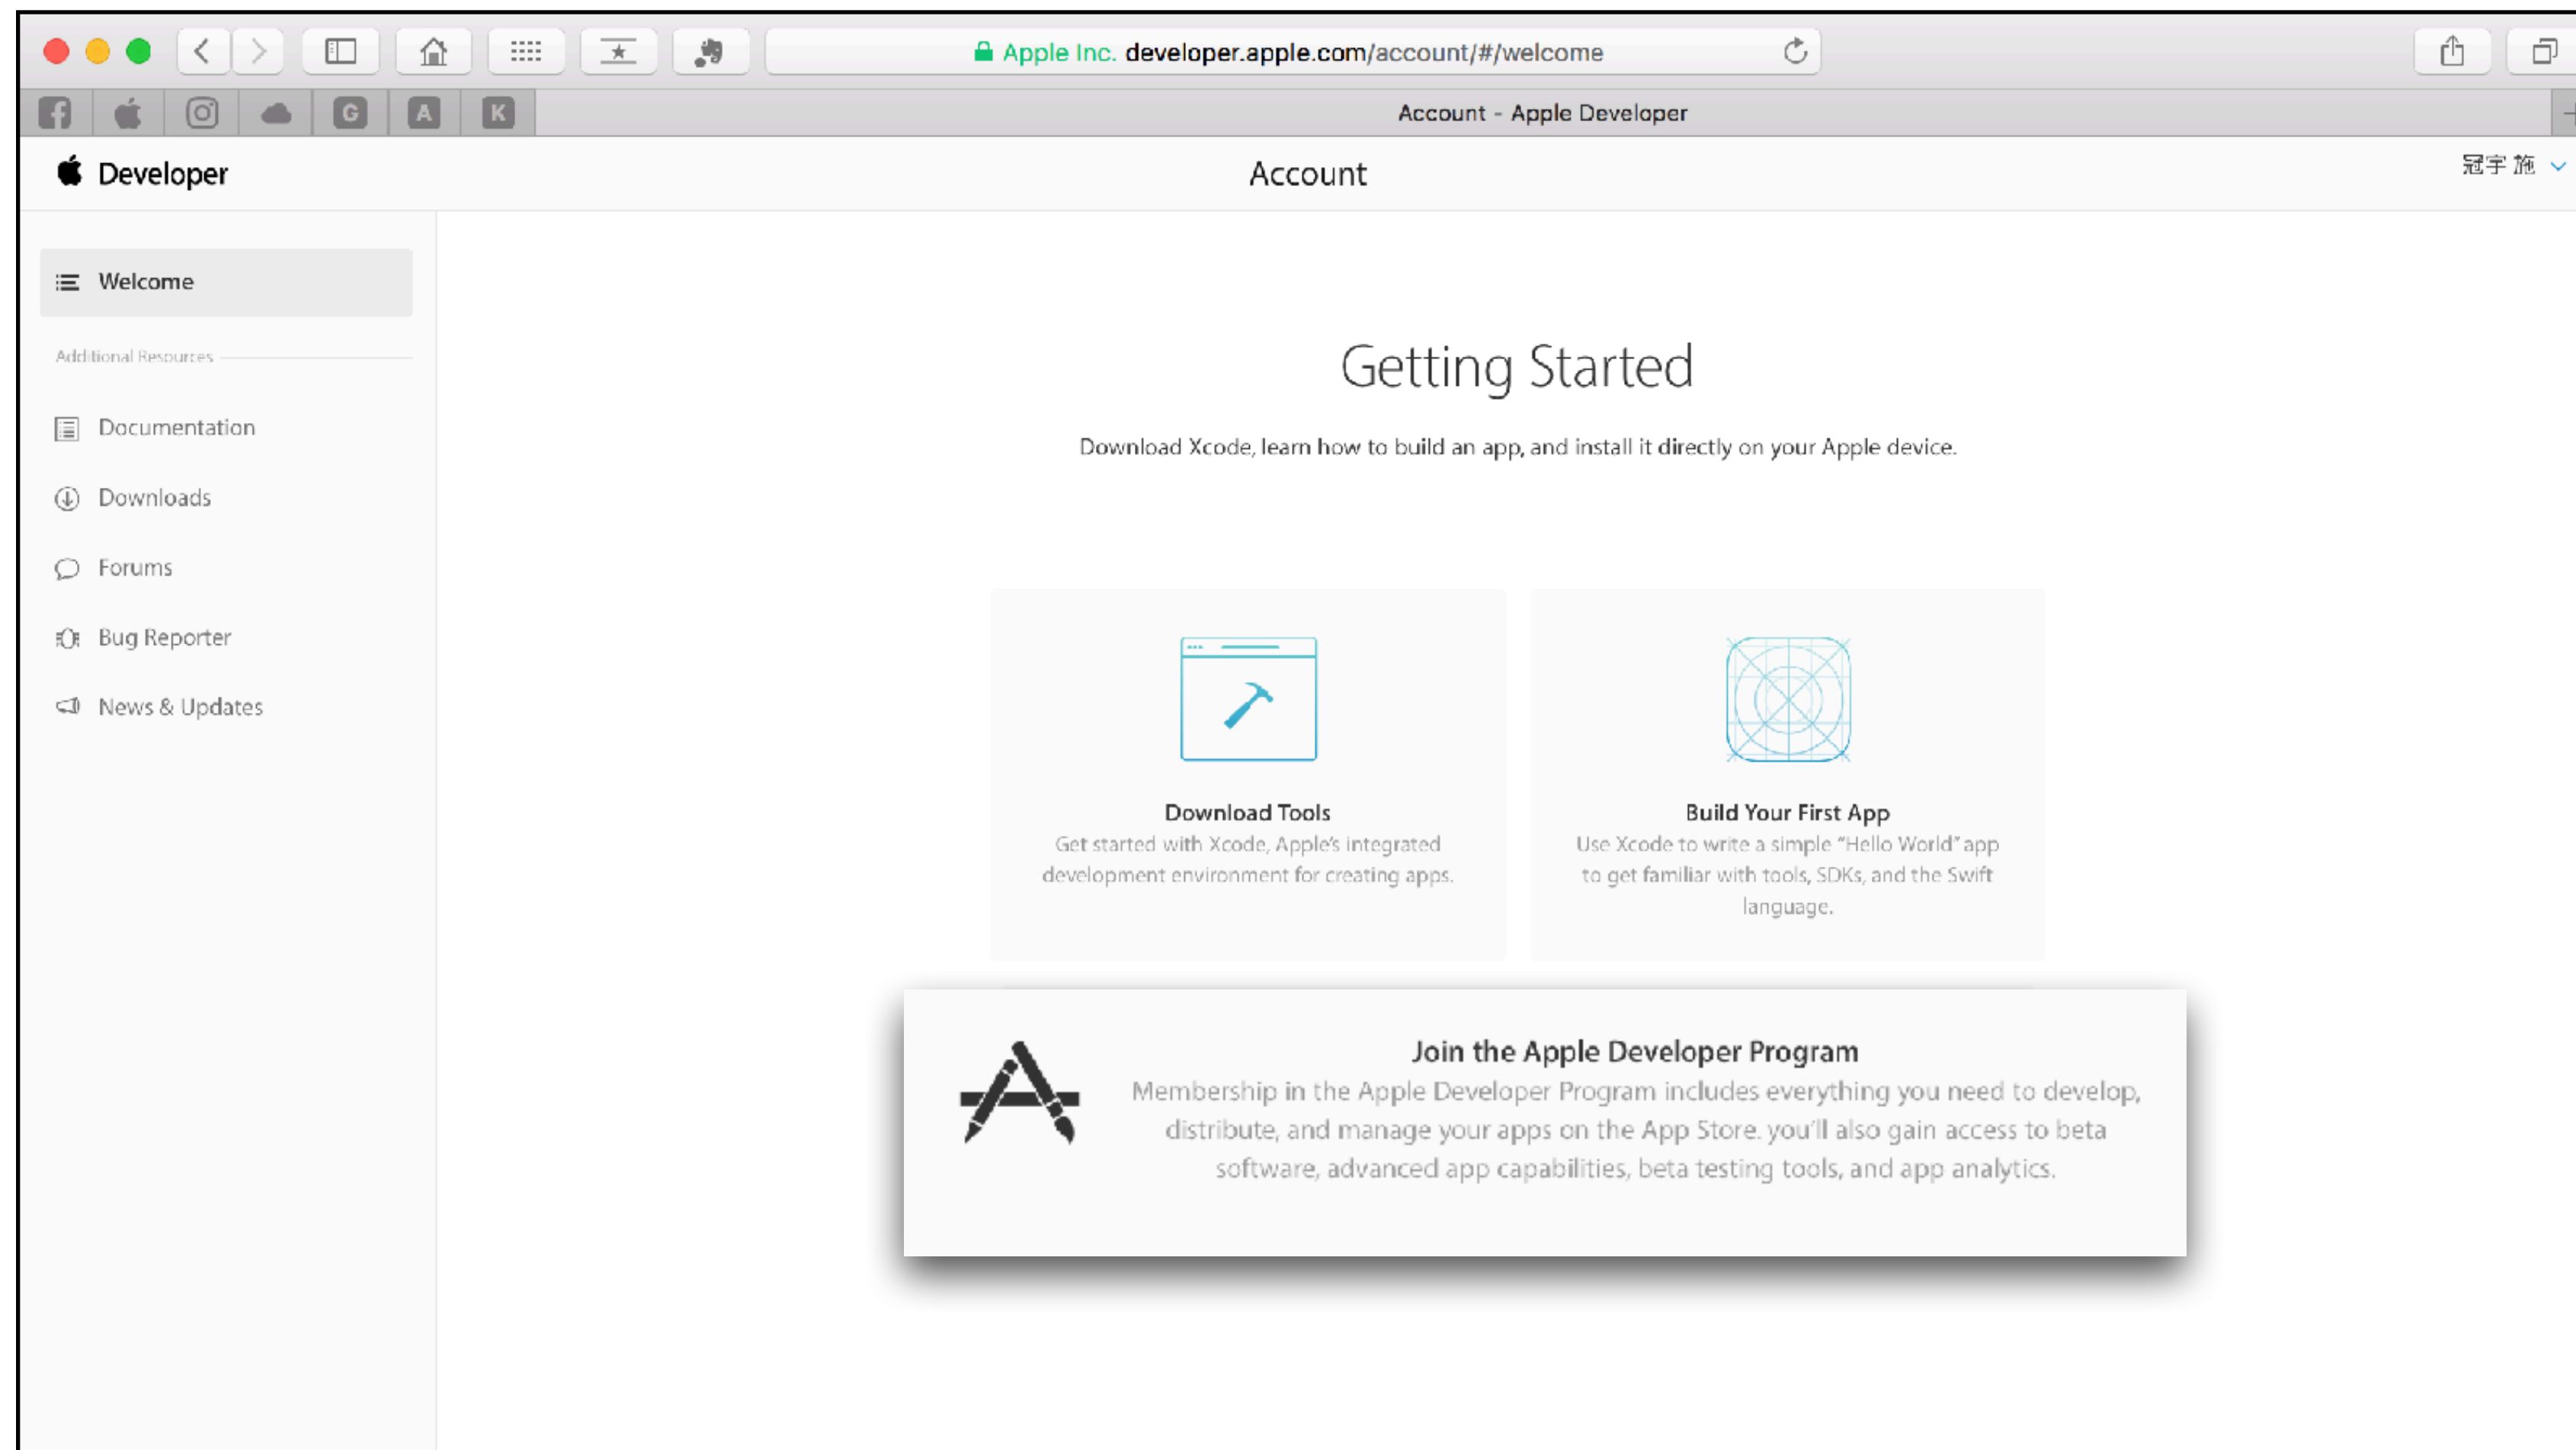 Apple Inc. developer.apple.com/account/#/welcome
G A K
Account - Apple Developer
Developer
Account
冠宇 施
Welcome
Additional Resources
Documentation
Downloads
Forums
Bug Reporter
News & Updates
Getting Started
Download Xcode, learn how to build an app, and install it directly on your Apple device.
Download Tools
Get started with Xcode, Apple's integrated
development environment for creating apps.
Build Your First App
Use Xcode to write a simple “Hello World” app
to get familiar with tools, SDKs, and the Swift
language.
Join the Apple Developer Program
Membership in the Apple Developer Program includes everything you need to develop,
distribute, and manage your apps on the App Store. you'll also gain access to beta
software, advanced app capabilities, beta testing tools, and app analytics.